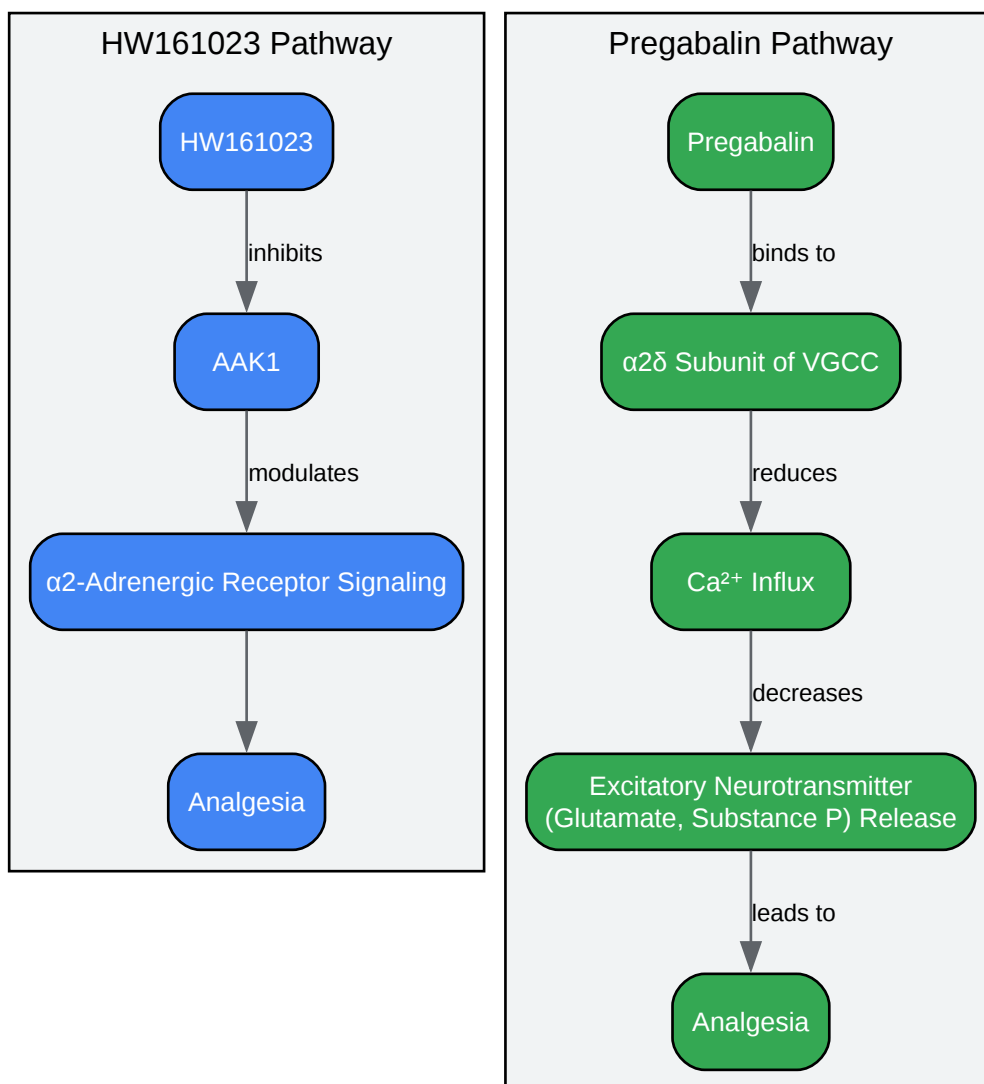 HW161023 Pathway
HW161023
inhibits
AAK1
modulates
α2-Adrenergic Receptor Signaling
Analgesia
Pregabalin Pathway
Pregabalin
binds to
α2δ Subunit of VGCC
reduces
Ca²⁺ Influx
decreases
Excitatory Neurotransmitter
(Glutamate, Substance P) Release
leads to
Analgesia